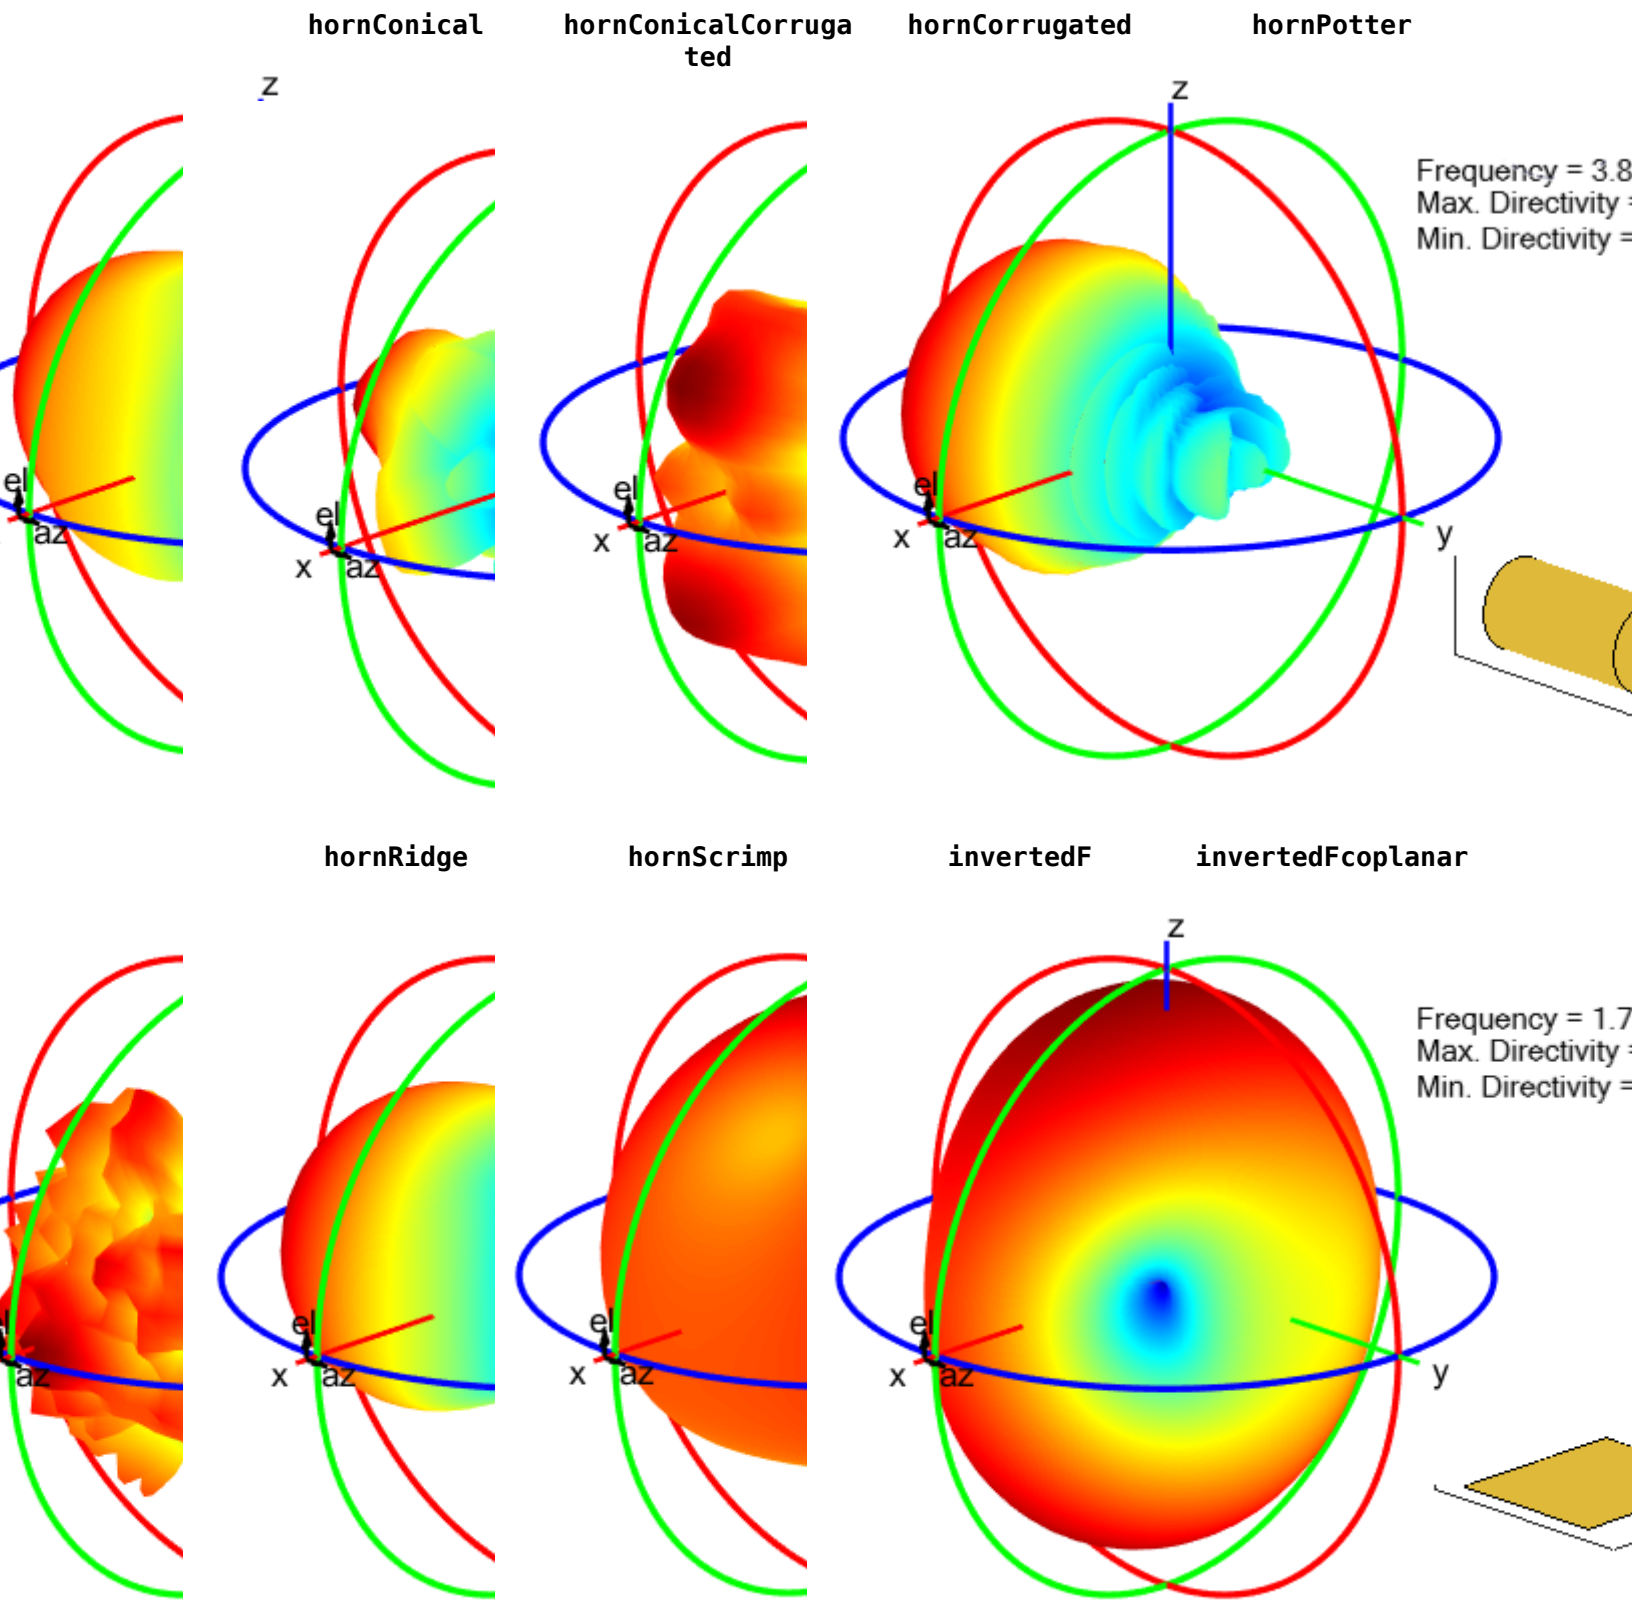 hornConical
hornConicalCorruga
ted
hornCorrugated
hornPotter
z
z
Frequency = 3.8
Max. Directivity =
Min. Directivity =
el
az
el
x
az
el
x
az
el
x
az
y
hornRidge
hornScrimp
invertedF
invertedFcoplanar
z
Frequency = 1.7
Max. Directivity =
Min. Directivity =
el
az
el
x
az
el
x
az
el
x
az
y